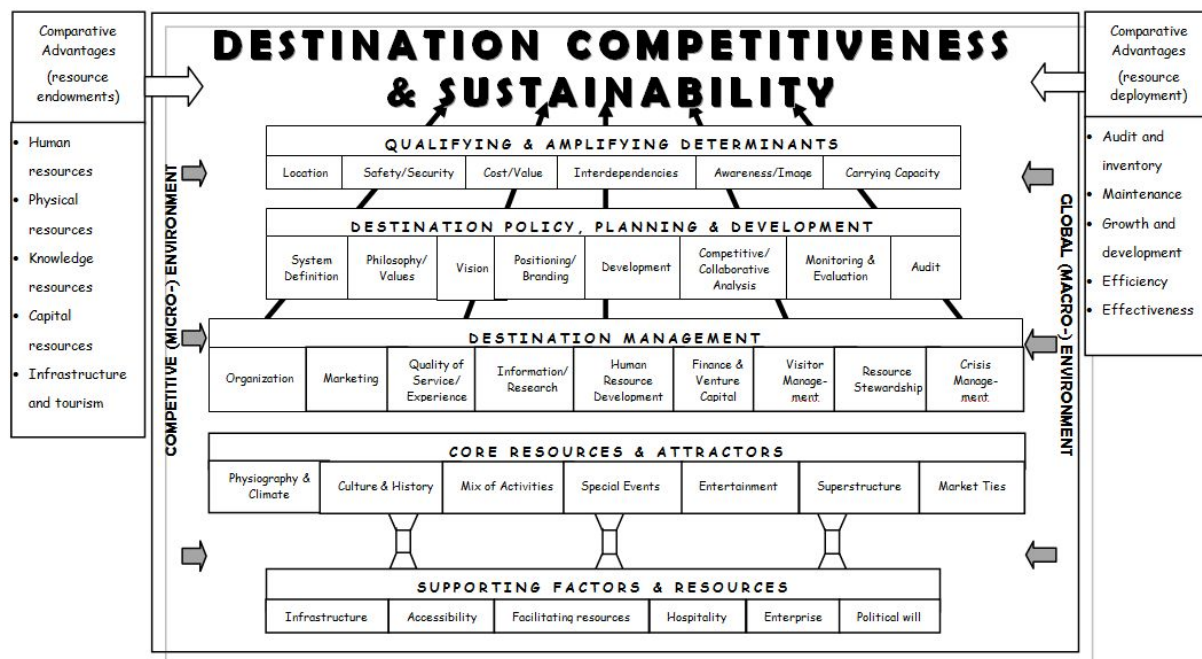 Comparative
Advantages
(resource
endowments)
• Human
resources
• Physical
resources
• Knowledge
resources
• Capital
resources
• Infrastructure
and tourism
COMPETITIVE (MICRO-) ENVIRONMENT
DESTINATION COMPETITIVENESS
& SUSTAINABILITY
QUALIFYING & AMPLIFYING DETERMINANTS
Location
Safety/Security
Cost/Value
Interdependencies
Awareness/Image
Carrying Capacity
DESTINATION POLICY, PLANNING & DEVELOPMENT
System
Definition
Philosophy/
Values
Vision
Positioning/
Branding
Development
Competitive/
Collaborative
Analysis
Monitoring &
Evaluation
Audit
DESTINATION MANAGEMENT
Organization
Marketing
Quality of
Service/
Experience
Information/
Research
Human
Resource
Development
Finance &
Venture
Capital
Visitor
Manage-
ment
Resource
Stewardship
Crisis
Manage-
ment
CORE RESOURCES & ATTRACTORS
Physiography &
Climate
Culture & History
Mix of Activities
Special Events
Entertainment
Superstructure
Market Ties
SUPPORTING FACTORS & RESOURCES
Infrastructure
Accessibility
Facilitating resources
Hospitality
Enterprise
Political will
GLOBAL (MACRO-) ENVIRONMENT
Comparative
Advantages
(resource
deployment)
• Audit and
inventory
• Maintenance
• Growth and
development
• Efficiency
• Effectiveness